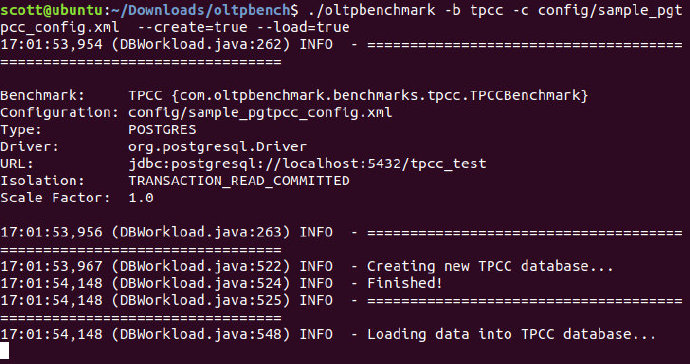 scott@ubuntu:~/Downloads/oltpbench$ ./oltpbenchmark -b tpcc -c config/sample_pgt
pcc_config.xml  --create=true --load=true
17:01:53,954 (DBWorkload.java:262) INFO  - =====================================
=================================

Benchmark:     TPCC {com.oltpbenchmark.benchmarks.tpcc.TPCCBenchmark}
Configuration: config/sample_pgtpcc_config.xml
Type:          POSTGRES
Driver:        org.postgresql.Driver
URL:           jdbc:postgresql://localhost:5432/tpcc_test
Isolation:     TRANSACTION_READ_COMMITTED
Scale Factor:  1.0

17:01:53,956 (DBWorkload.java:263) INFO  - =====================================
=================================
17:01:53,967 (DBWorkload.java:522) INFO  - Creating new TPCC database...
17:01:54,148 (DBWorkload.java:524) INFO  - Finished!
17:01:54,148 (DBWorkload.java:525) INFO  - =====================================
=================================
17:01:54,148 (DBWorkload.java:548) INFO  - Loading data into TPCC database...